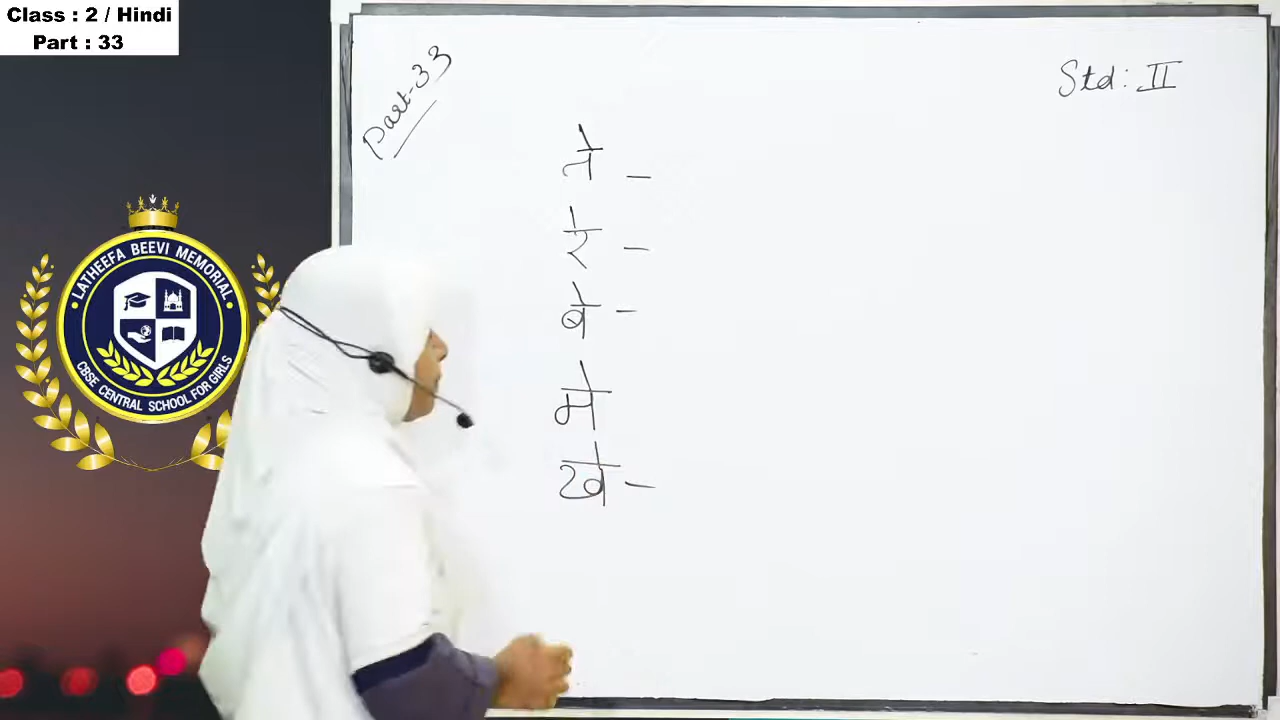 Class : 2 / Hindi
Part : 33
Part-33
Std: II
ते -
रे -
बे -
मे
खे -
LATHEEFA BEEVI MEMORIAL
CBSE CENTRAL SCHOOL FOR GIRLS